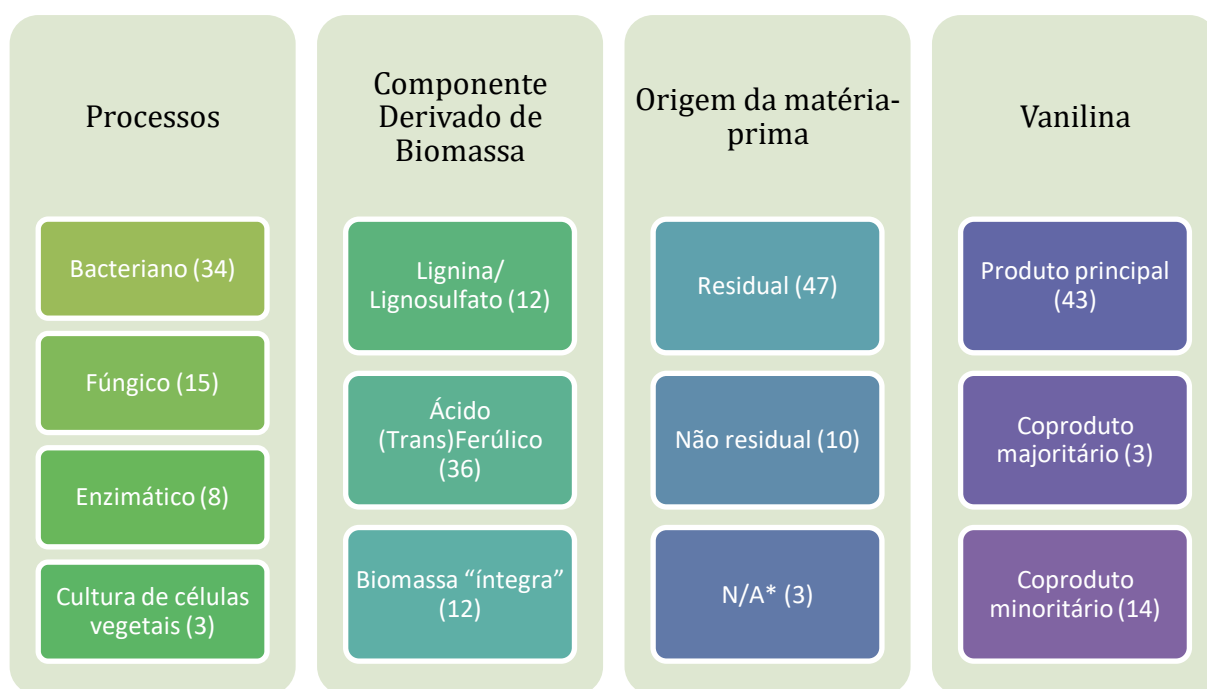 Processos
Bacteriano (34)
Fúngico (15)
Enzimático (8)
Cultura de células
vegetais (3)
Componente
Derivado de
Biomassa
Lignina/
Lignosulfato (12)
Ácido
(Trans)Ferúlico
(36)
Biomassa “íntegra”
(12)
Origem da matéria-
prima
Residual (47)
Não residual (10)
N/A* (3)
Vanilina
Produto principal
(43)
Coproduto
majoritário (3)
Coproduto
minoritário (14)